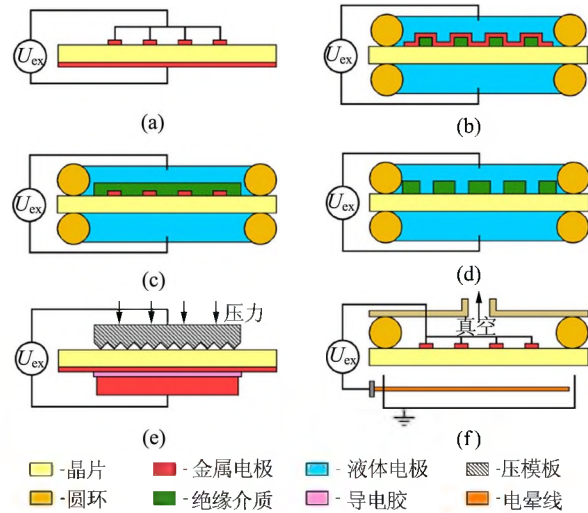 U_ex
(a)
U_ex
(b)
U_ex
(c)
U_ex
(d)
U_ex
压力
(e)
U_ex
真空
(f)
-晶片
-金属电极
-液体电极
-压模板
-圆环
-绝缘介质
-导电胶
-电晕线